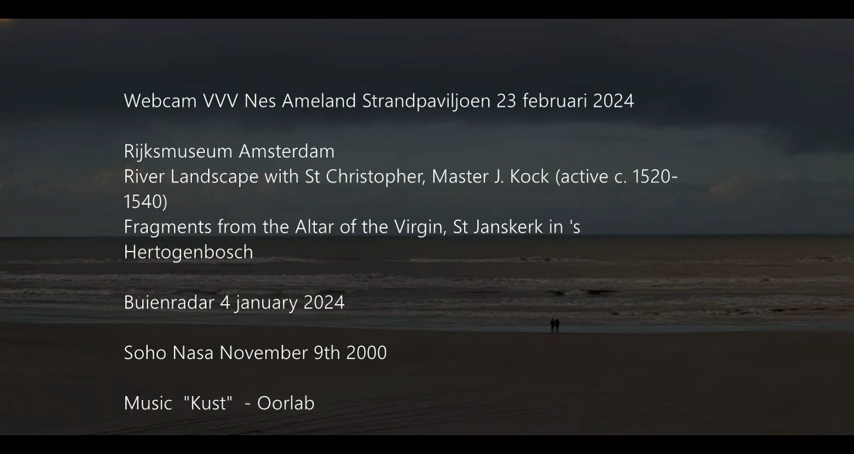 Webcam VVV Nes Ameland Strandpaviljoen 23 februari 2024
Rijksmuseum Amsterdam
River Landscape with St Christopher, Master J. Kock (active c. 1520-
1540)
Fragments from the Altar of the Virgin, St Janskerk in 's
Hertogenbosch
Buienradar 4 january 2024
Soho Nasa November 9th 2000
Music  "Kust"  - Oorlab